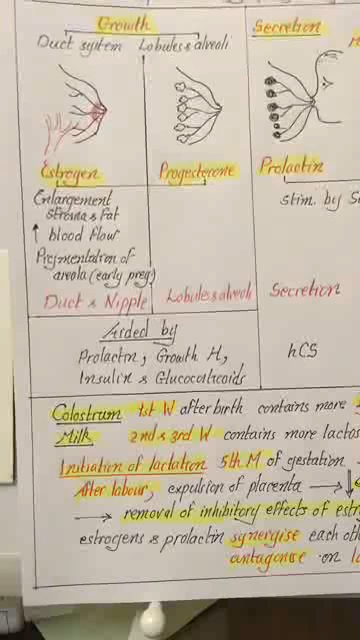 Growth
Duct system Lobules & alveoli
Secretion
Estrogen
Progesterone
Prolactin
Enlargement
stroma & Fat
↑ blood flow
Pigmentation of
areola (early preg)
stim. by
Duct & Nipple
Lobules & alveoli
Secretion
Aided by
Prolactin, Growth H,
Insulin & Glucocorticoids
hCS
Colostrum 1st W after birth contains more
Milk 2nd & 3rd W contains more lactos
Initiation of lactation 5th M of gestation
After labour, expulsion of placenta → ↓
→ removal of inhibitory effects of estr
estrogens & prolactin synergise each oth
antagonise on